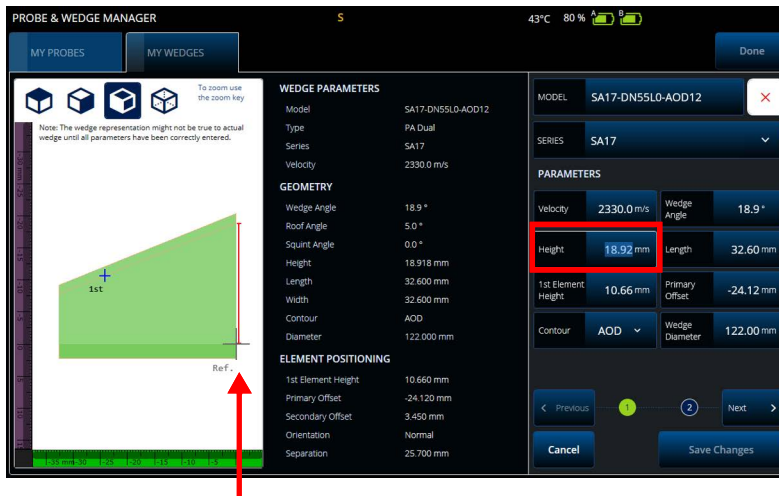 PROBE & WEDGE MANAGER
S
43°C 80 % A B
MY PROBES
MY WEDGES
Done
To zoom use
the zoom key
Note: The wedge representation might not be true to actual
wedge until all parameters have been correctly entered.
1st
Ref.
WEDGE PARAMETERS
Model SA17-DN55L0-AOD12
Type PA Dual
Series SA17
Velocity 2330.0 m/s
GEOMETRY
Wedge Angle 18.9 °
Roof Angle 5.0 °
Squint Angle 0.0 °
Height 18.918 mm
Length 32.600 mm
Width 32.600 mm
Contour AOD
Diameter 122.000 mm
ELEMENT POSITIONING
1st Element Height 10.660 mm
Primary Offset -24.120 mm
Secondary Offset 3.450 mm
Orientation Normal
Separation 25.700 mm
MODEL SA17-DN55L0-AOD12
SERIES SA17
PARAMETERS
Velocity 2330.0 m/s Wedge Angle 18.9 °
Height 18.92 mm Length 32.60 mm
1st Element Height 10.66 mm Primary Offset -24.12 mm
Contour AOD Wedge Diameter 122.00 mm
< Previous 1 2 Next >
Cancel
Save Changes